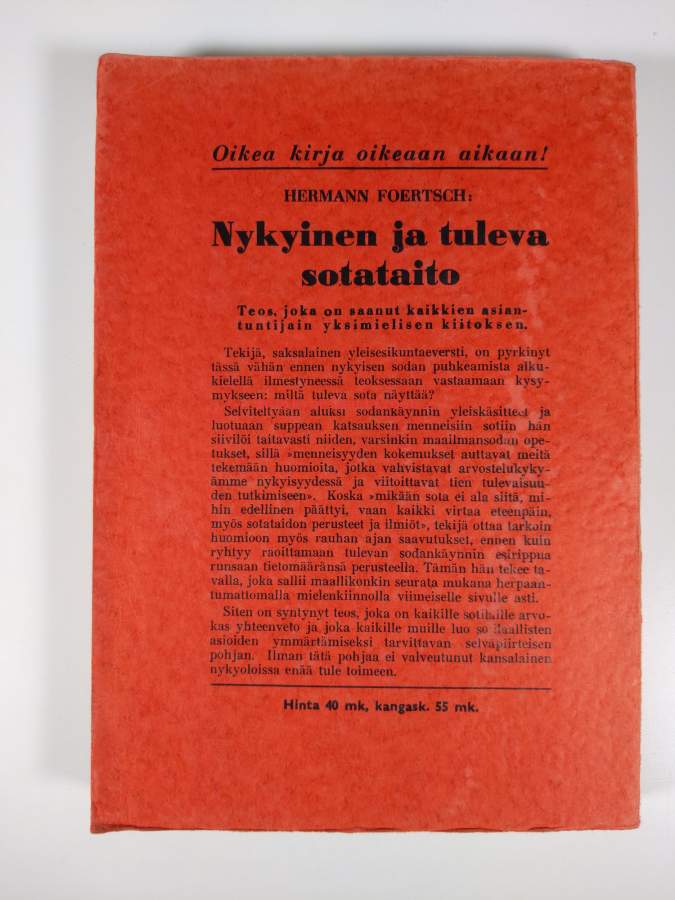 Oikea kirja oikeaan aikaan!
HERMANN FOERTSCH:
Nykyinen ja tuleva
sotataito
Teos, joka on saanut kaikkien asian-
tuntijain yksimielisen kiitoksen.
Tekijä, saksalainen yleisesikuntaeversti, on pyrkinyt
tässä vähän ennen nykyisen sodan puhkeamista alku-
kielellä ilmestyneessä teoksessaan vastaamaan kysy-
mykseen: miltä tuleva sota näyttää?
Selviteltyään aluksi sodankäynnin yleiskäsitteet ja
luotuaan suppean katsauksen menneisiin sotiin hän
siivilöi taitavasti niiden, varsinkin maailmansodan ope-
tukset, sillä »menneisyyden kokemukset auttavat meitä
tekemään huomioita, jotka vahvistavat arvostelukyky-
ämme nykyisyydessä ja viitoittavat tien tulevaisuu-
den tutkimiseen». Koska »mikään sota ei ala siitä, mi-
hin edellinen päättyi, vaan kaikki virtaa eteenpäin,
myös sotataidon perusteet ja ilmiöt», tekijä ottaa tarkoin
huomioon myös rauhan ajan saavutukset, ennen kuin
ryhtyy raoittamaan tulevan sodankäynnin esirippua
runsaan tietomääränsä perusteella. Tämän hän tekee ta-
valla, joka sallii maallikonkin seurata mukana herpaan-
tumattomalla mielenkiinnolla viimeiselle sivulle asti.
Siten on syntynyt teos, joka on kaikille sotilaille arvo-
kas yhteenveto ja joka kaikille muille luo so ilaallisten
asioiden ymmärtämiseksi tarvittavan selväpiirteisen
pohjan. Ilman tätä pohjaa ei valveutunut kansalainen
nykyoloissa enää tule toimeen.
Hinta 40 mk, kangask. 55 mk.